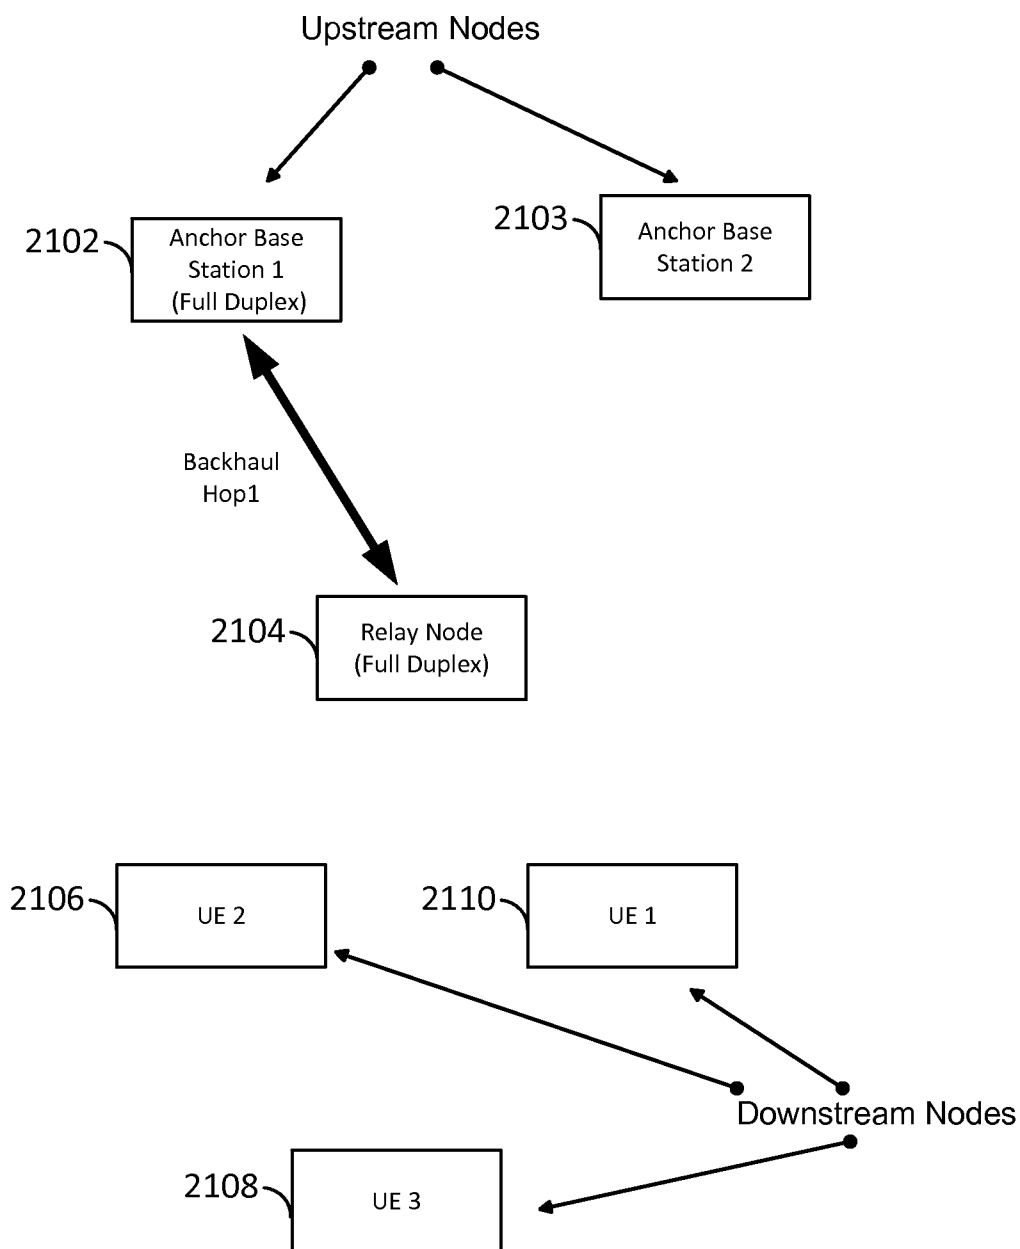 Upstream Nodes
2102
Anchor Base
Station 1
(Full Duplex)
2103
Anchor Base
Station 2
Backhaul
Hop1
2104
Relay Node
(Full Duplex)
2106
UE 2
2110
UE 1
Downstream Nodes
2108
UE 3